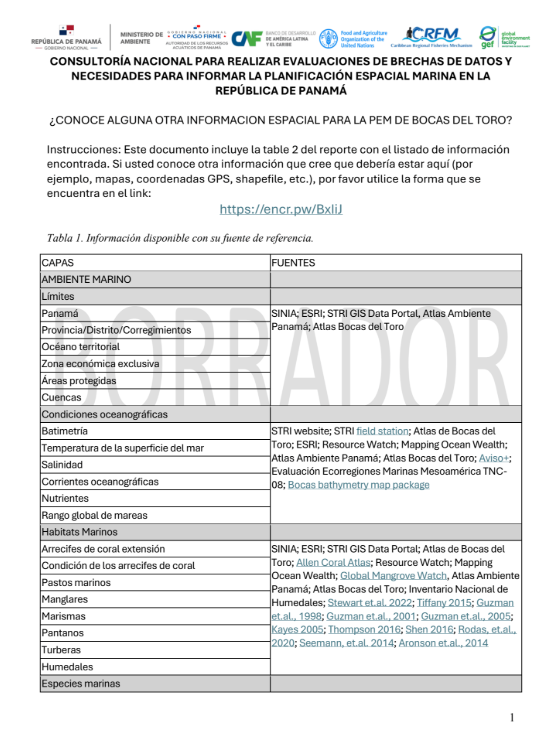 REPÚBLICA DE PANAMÁ
— GOBIERNO NACIONAL —
MINISTERIO DE
AMBIENTE
GOBIERNO NACIONAL
★ CON PASO FIRME ★
AUTORIDAD DE LOS RECURSOS
ACUÁTICOS DE PANAMÁ
CAF
BANCO DE DESARROLLO
DE AMÉRICA LATINA
Y EL CARIBE
Food and Agriculture
Organization of the
United Nations
CRFM
Caribbean Regional Fisheries Mechanism
gef
global
environment
facility
CONSULTORÍA NACIONAL PARA REALIZAR EVALUACIONES DE BRECHAS DE DATOS Y
NECESIDADES PARA INFORMAR LA PLANIFICACIÓN ESPACIAL MARINA EN LA
REPÚBLICA DE PANAMÁ
¿CONOCE ALGUNA OTRA INFORMACION ESPACIAL PARA LA PEM DE BOCAS DEL TORO?
Instrucciones: Este documento incluye la table 2 del reporte con el listado de información
encontrada. Si usted conoce otra información que cree que debería estar aquí (por
ejemplo, mapas, coordenadas GPS, shapefile, etc.), por favor utilice la forma que se
encuentra en el link:
https://encr.pw/BxIiJ
Tabla 1. Información disponible con su fuente de referencia.
CAPAS
FUENTES
AMBIENTE MARINO
Límites
Panamá
Provincia/Distrito/Corregimientos
Océano territorial
Zona económica exclusiva
Áreas protegidas
Cuencas
SINIA; ESRI; STRI GIS Data Portal, Atlas Ambiente
Panamá; Atlas Bocas del Toro
BORRADOR
Condiciones oceanográficas
Batimetría
Temperatura de la superficie del mar
Salinidad
Corrientes oceanográficas
Nutrientes
Rango global de mareas
STRI website; STRI field station; Atlas de Bocas del
Toro; ESRI; Resource Watch; Mapping Ocean Wealth;
Atlas Ambiente Panamá; Atlas Bocas del Toro; Aviso+;
Evaluación Ecorregiones Marinas Mesoamérica TNC-
08; Bocas bathymetry map package
Habitats Marinos
Arrecifes de coral extensión
Condición de los arrecifes de coral
Pastos marinos
Manglares
Marismas
Pantanos
Turberas
Humedales
SINIA; ESRI; STRI GIS Data Portal; Atlas de Bocas del
Toro; Allen Coral Atlas; Resource Watch; Mapping
Ocean Wealth; Global Mangrove Watch, Atlas Ambiente
Panamá; Atlas Bocas del Toro; Inventario Nacional de
Humedales; Stewart et.al. 2022; Tiffany 2015; Guzman
et.al., 1998; Guzman et.al., 2001; Guzman et.al., 2005;
Kayes 2005; Thompson 2016; Shen 2016; Rodas, et.al.,
2020; Seemann, et.al. 2014; Aronson et.al., 2014
Especies marinas
1